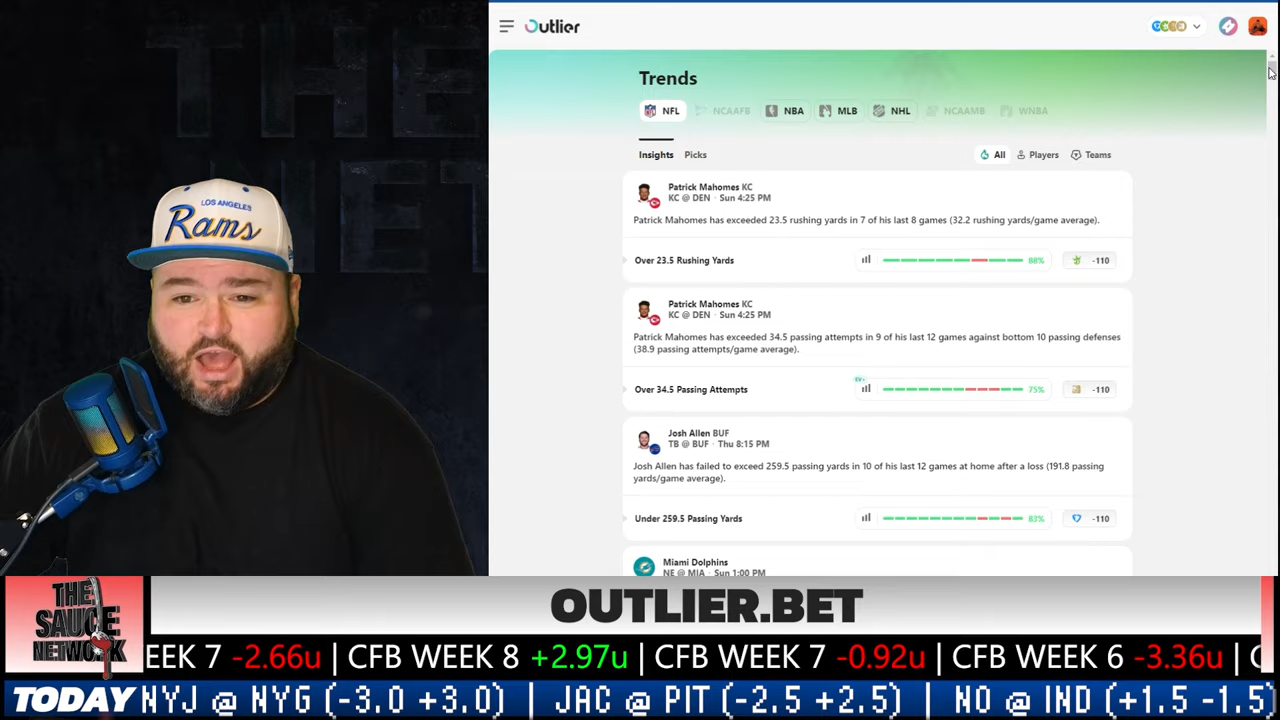 THE
LOS ANGELES
Rams
Outlier
Trends
NFL NCAAFB NBA MLB NHL NCAAMB WNBA
Insights Picks All Players Teams
Patrick Mahomes KC
KC @ DEN · Sun 4:25 PM
Patrick Mahomes has exceeded 23.5 rushing yards in 7 of his last 8 games (32.2 rushing yards/game average).
Over 23.5 Rushing Yards 88% -110
Patrick Mahomes KC
KC @ DEN · Sun 4:25 PM
Patrick Mahomes has exceeded 34.5 passing attempts in 9 of his last 12 games against bottom 10 passing defenses
(38.9 passing attempts/game average).
EV+
Over 34.5 Passing Attempts 75% -110
Josh Allen BUF
TB @ BUF · Thu 8:15 PM
Josh Allen has failed to exceed 259.5 passing yards in 10 of his last 12 games at home after a loss (191.8 passing
yards/game average).
Under 259.5 Passing Yards 83% -110
Miami Dolphins
NE @ MIA · Sun 1:00 PM
THE
SAUCE
NETWORK
OUTLIER.BET
EEK 7 -2.66u | CFB WEEK 8 +2.97u | CFB WEEK 7 -0.92u | CFB WEEK 6 -3.36u |
TODAY NYJ @ NYG (-3.0 +3.0) | JAC @ PIT (-2.5 +2.5) | NO @ IND (+1.5 -1.5)